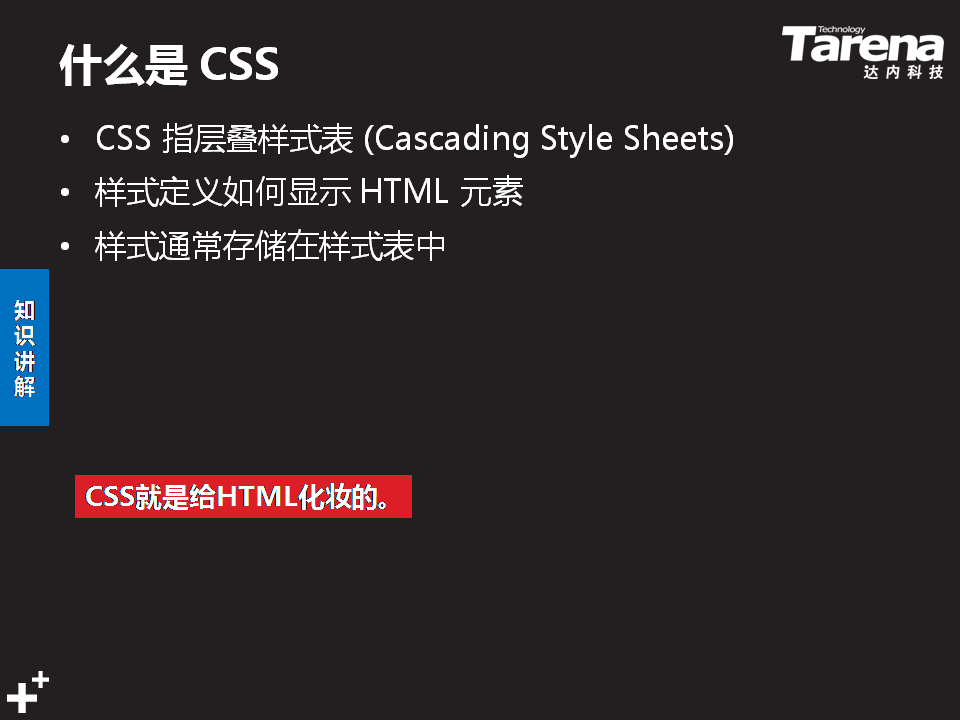 什么是 CSS
Technology
Tarena
达内科技
• CSS 指层叠样式表 (Cascading Style Sheets)
• 样式定义如何显示 HTML 元素
• 样式通常存储在样式表中
知
识
讲
解
CSS就是给HTML化妆的。